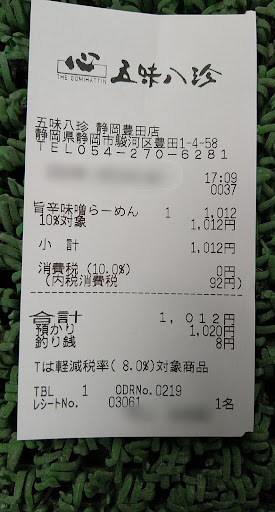 心
THE GOMIHATTIN
五味八珍
五味八珍 静岡豊田店
静岡県静岡市駿河区豊田1-4-58
TEL054-270-6281
17:09
0037
旨辛味噌らーめん 1 1,012
10%対象 1,012円
小 計 1,012円
消費税 (10.0%) 0円
(内税消費税 92円)
合計 1,012円
預かり 1,020円
釣り銭 8円
Tは軽減税率( 8.0%)対象商品
TBL 1 ODRNo.0219
レシートNo. 03061 1名